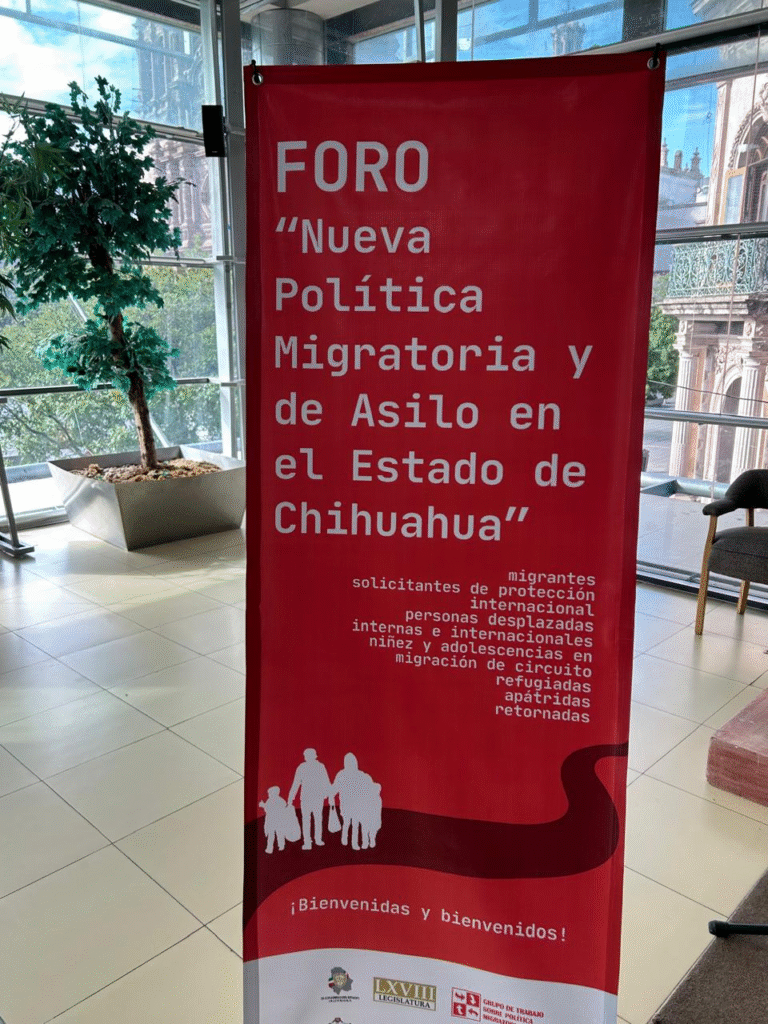 FORO
“Nueva
Política
Migratoria y
de Asilo en
el Estado de
Chihuahua”
migrantes
solicitantes de protección
internacional
personas desplazadas
internas e internacionales
niñez y adolescencias en
migración de circuito
refugiadas
apátridas
retornadas
¡Bienvenidas y bienvenidos!
LXVIII
LEGISLATURA
GRUPO DE TRABAJO
SOBRE POLÍTICA